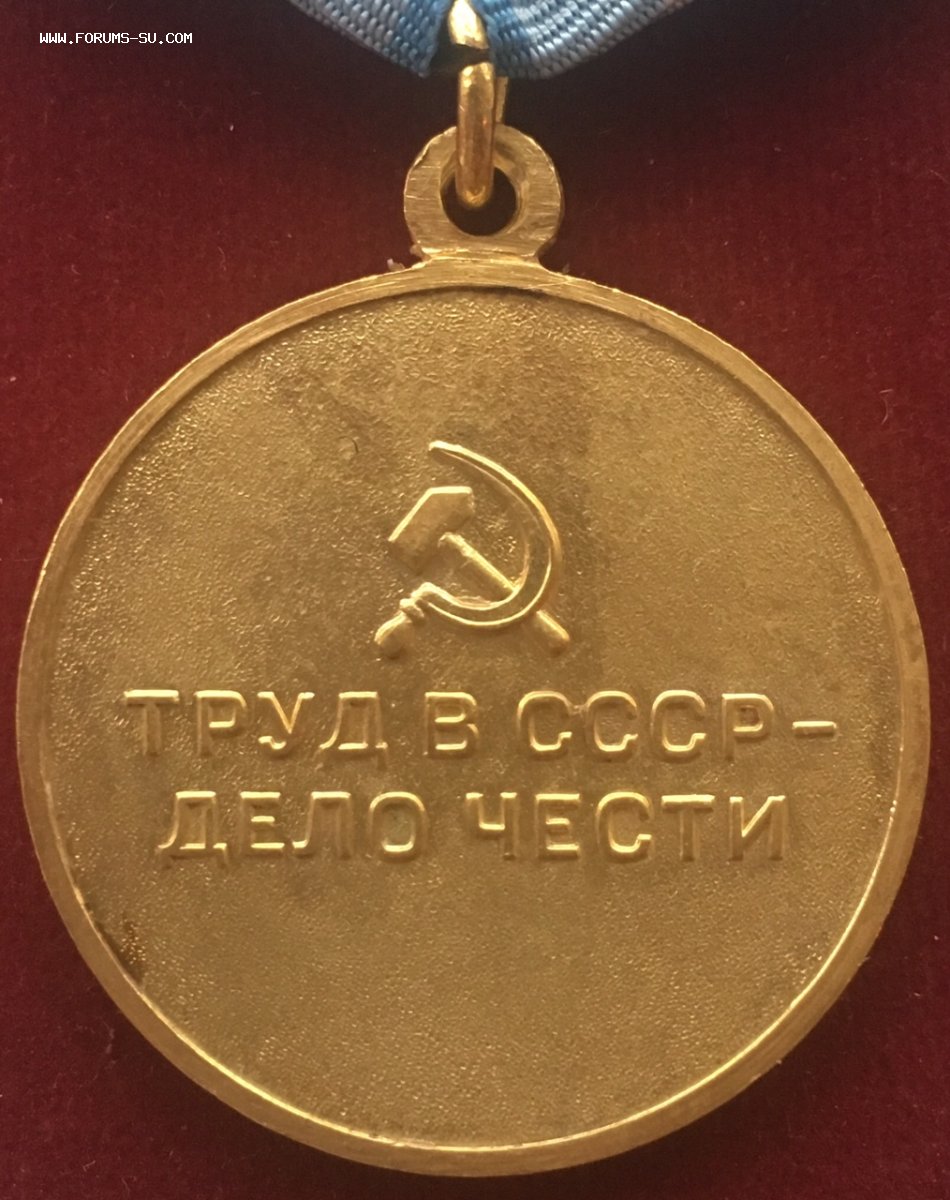 WWW.FORUMS-SU.COM
ТРУД В СССР–
ДЕЛО ЧЕСТИ